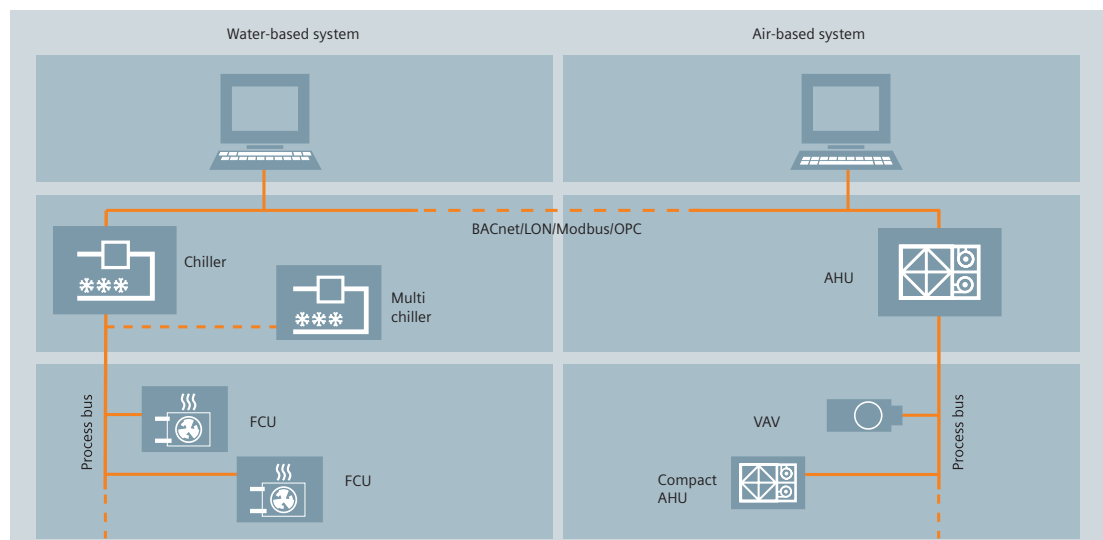 Water-based system
Air-based system
BACnet/LON/Modbus/OPC
Chiller
Multi
chiller
AHU
Process bus
FCU
FCU
VAV
Process bus
Compact
AHU